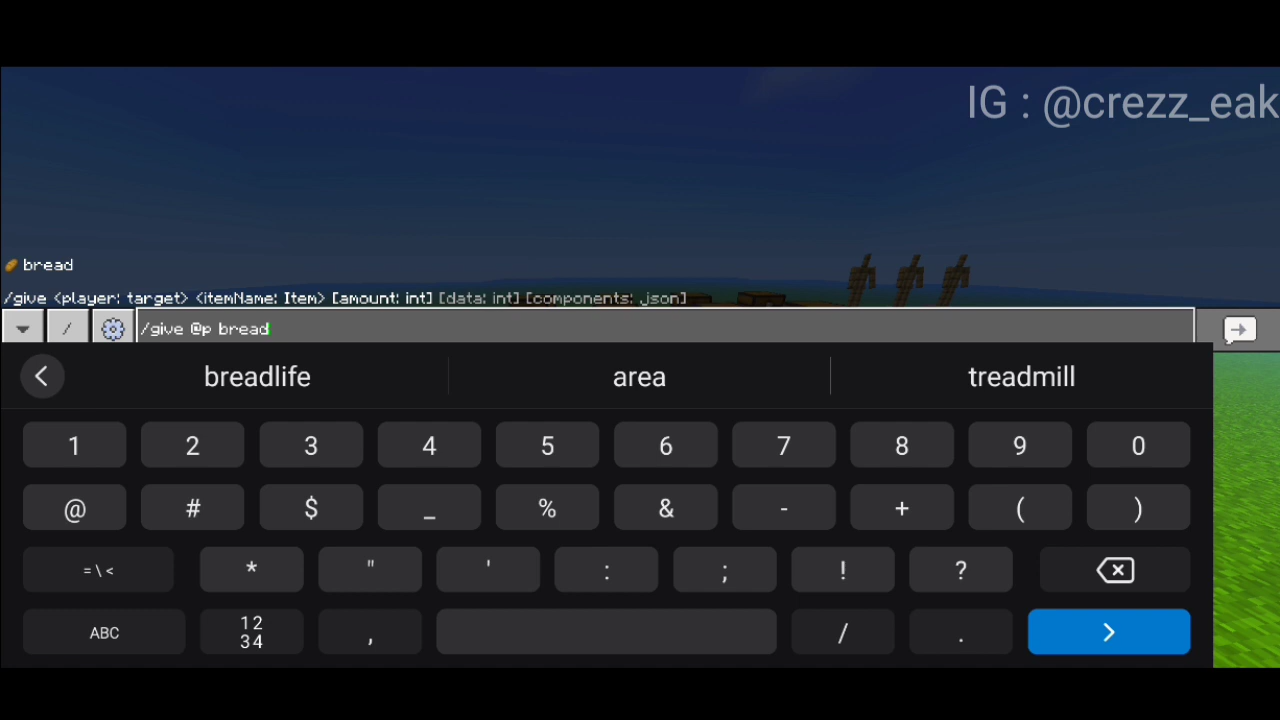 IG : @crezz_eak
bread
/give <player: target> <itemName: Item> [amount: int] [data: int] [components: json]
/
/give @p bread
breadlife area treadmill
1 2 3 4 5 6 7 8 9 0
@ # $ _ % & - + ( )
=\< * " ' : ; ! ?
ABC 12 34 , / .